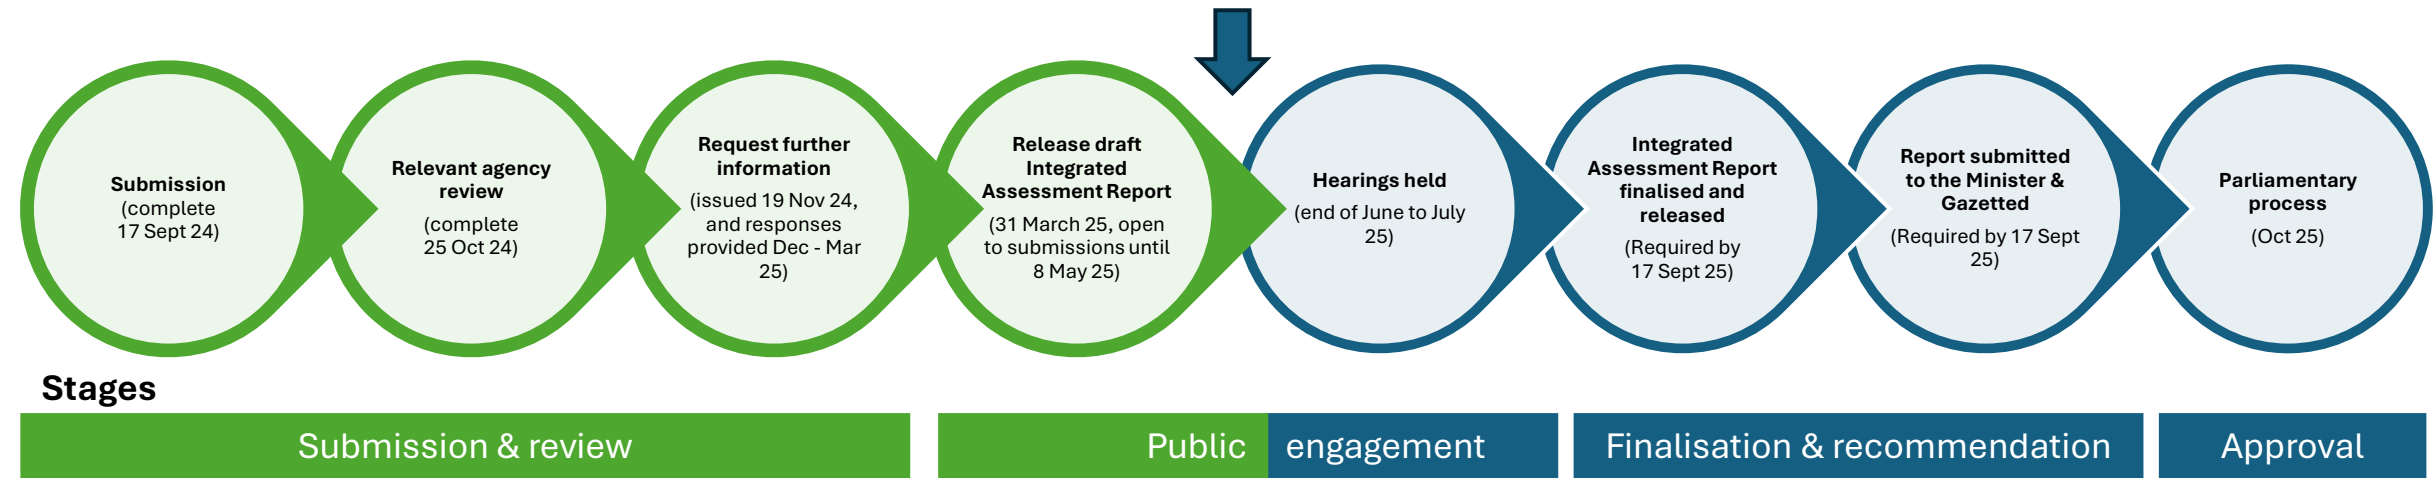 Submission
(complete
17 Sept 24)
Relevant agency
review
(complete
25 Oct 24)
Request further
information
(issued 19 Nov 24,
and responses
provided Dec - Mar
25)
Release draft
Integrated
Assessment Report
(31 March 25, open
to submissions until
8 May 25)
Hearings held
(end of June to July
25)
Integrated
Assessment Report
finalised and
released
(Required by
17 Sept 25)
Report submitted
to the Minister &
Gazetted
(Required by 17 Sept
25)
Parliamentary
process
(Oct 25)
Stages
Submission & review
Public engagement
Finalisation & recommendation
Approval